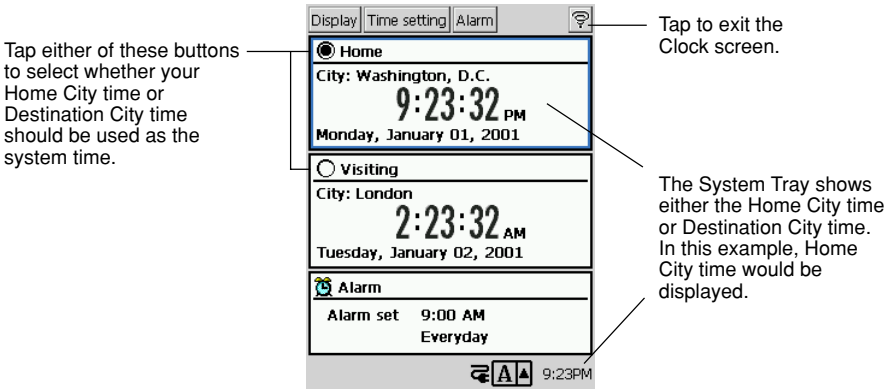 Display Time setting Alarm
Tap to exit the
Clock screen.
Tap either of these buttons
to select whether your
Home City time or
Destination City time
should be used as the
system time.
Home
City: Washington, D.C.
9:23:32 PM
Monday, January 01, 2001
Visiting
City: London
2:23:32 AM
Tuesday, January 02, 2001
The System Tray shows
either the Home City time
or Destination City time.
In this example, Home
City time would be
displayed.
Alarm
Alarm set 9:00 AM
Everyday
A 9:23PM